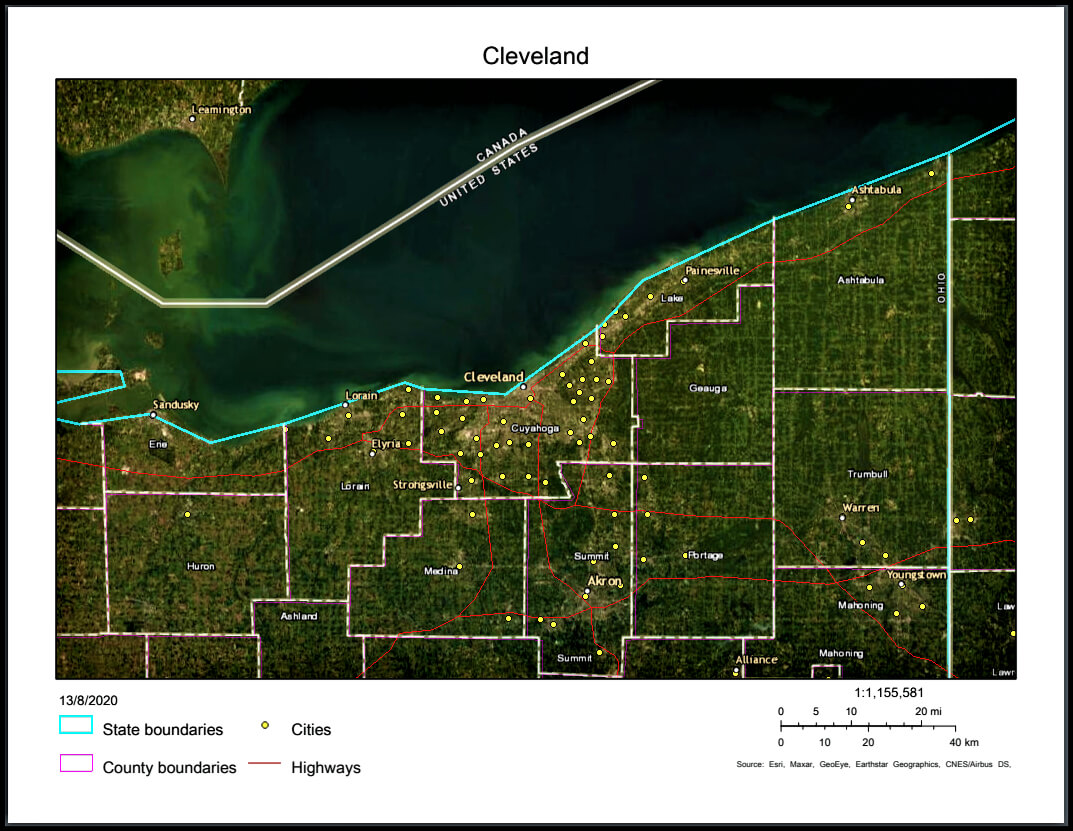 Cleveland
Leamington
CANADA
UNITED STATES
Ashtabula
Painesville
Lake
Ashtabula
OHIO
Cleveland
Geauga
Lorain
Sandusky
Cuyahoga
Erie
Elyria
Lorain
Strongsville
Trumbull
Warren
Huron
Medina
Summit
Portage
Akron
Youngstown
Mahoning
Law
Ashland
Summit
Alliance
Mahoning
Lawr
13/8/2020
1:1,155,581
0 5 10 20 mi
0 10 20 40 km
State boundaries
Cities
County boundaries
Highways
Source: Esri, Maxar, GeoEye, Earthstar Geographics, CNES/Airbus DS,